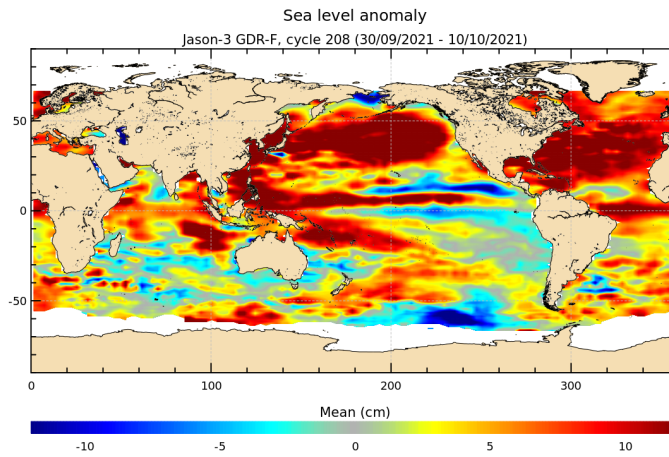 Sea level anomaly
Jason-3 GDR-F, cycle 208 (30/09/2021 - 10/10/2021)
50
0
-50
0 100 200 300
Mean (cm)
-10 -5 0 5 10